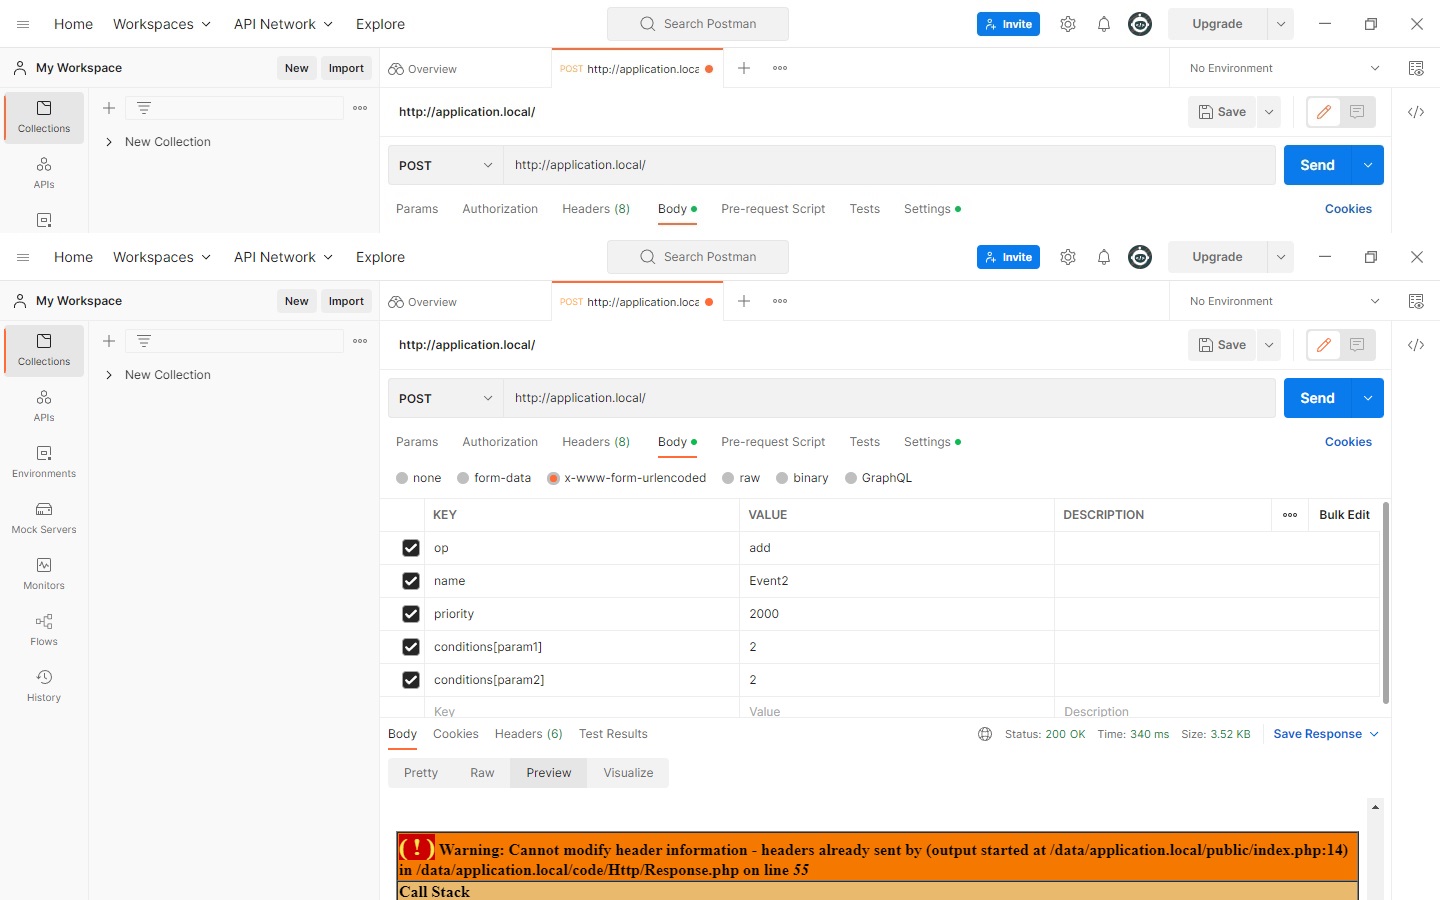 Home Workspaces API Network Explore Search Postman Invite Upgrade
My Workspace New Import Overview POST http://application.loca No Environment
Collections http://application.local/ Save
New Collection
APIs POST http://application.local/ Send
Params Authorization Headers (8) Body Pre-request Script Tests Settings Cookies
Home Workspaces API Network Explore Search Postman Invite Upgrade
My Workspace New Import Overview POST http://application.loca No Environment
Collections http://application.local/ Save
New Collection
APIs POST http://application.local/ Send
Params Authorization Headers (8) Body Pre-request Script Tests Settings Cookies
Environments none form-data x-www-form-urlencoded raw binary GraphQL
KEY VALUE DESCRIPTION Bulk Edit
Mock Servers
op add
Monitors
name Event2
priority 2000
Flows
conditions[param1] 2
conditions[param2] 2
History
Key Value Description
Body Cookies Headers (6) Test Results Status: 200 OK Time: 340 ms Size: 3.52 KB Save Response
Pretty Raw Preview Visualize
( ! ) Warning: Cannot modify header information - headers already sent by (output started at /data/application.local/public/index.php:14)
in /data/application.local/code/Http/Response.php on line 55
Call Stack